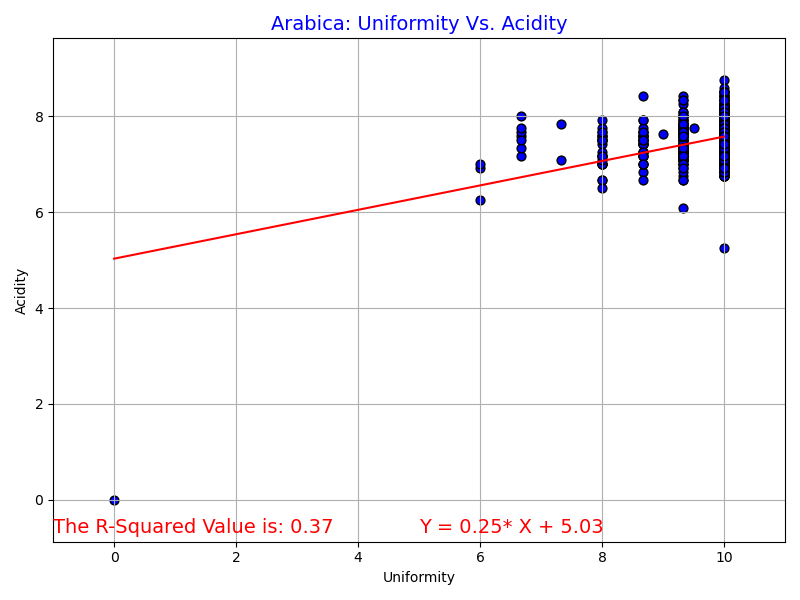 Arabica: Uniformity Vs. Acidity
Acidity
8
6
4
2
0
The R-Squared Value is: 0.37
Y = 0.25* X + 5.03
0 2 4 6 8 10
Uniformity